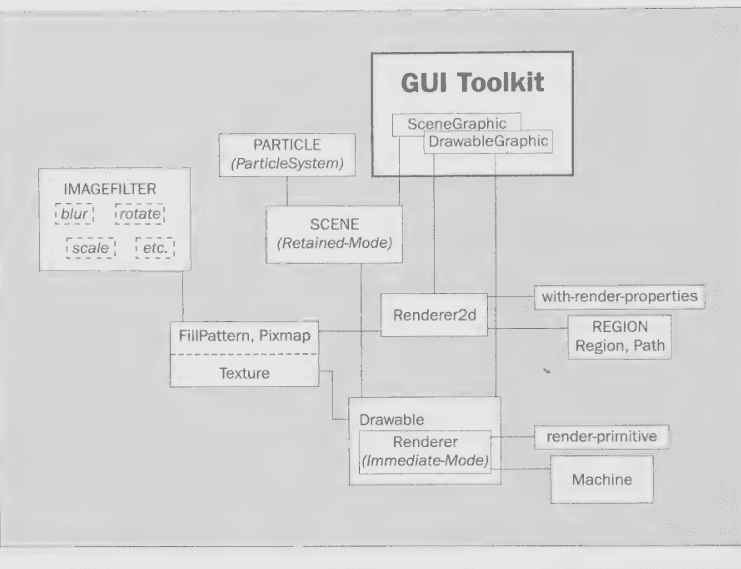 GUI Toolkit
SceneGraphic
DrawableGraphic
PARTICLE
(ParticleSystem)
IMAGEFILTER
blur
rotate
scale
etc.
SCENE
(Retained-Mode)
Renderer2d
with-render-properties
REGION
Region, Path
FillPattern, Pixmap
Texture
Drawable
Renderer
(Immediate-Mode)
render-primitive
Machine